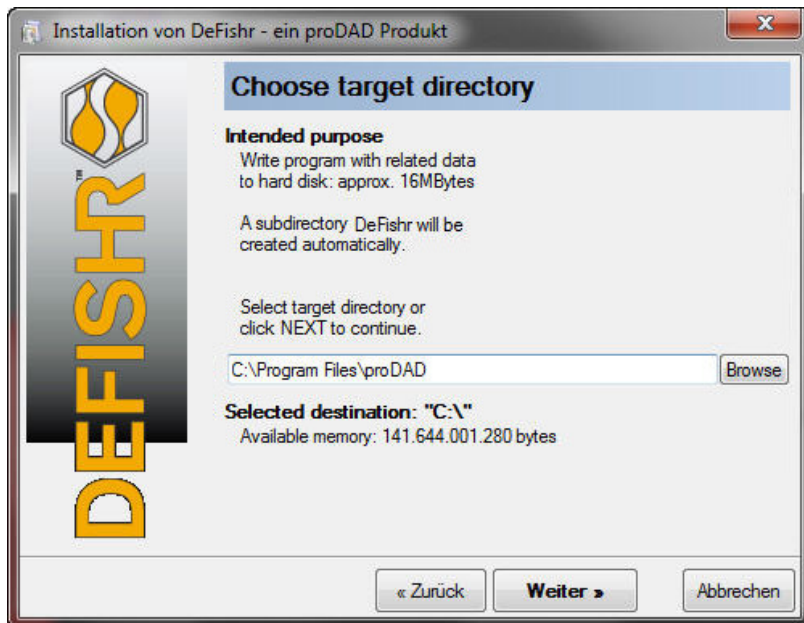 Installation von DeFishr - ein proDAD Produkt
DEFISHR™
Choose target directory
Intended purpose
Write program with related data
to hard disk: approx. 16MBytes
A subdirectory DeFishr will be
created automatically.
Select target directory or
click NEXT to continue.
C:\Program Files\proDAD
Browse
Selected destination: "C:\"
Available memory: 141.644.001.280 bytes
« Zurück
Weiter »
Abbrechen